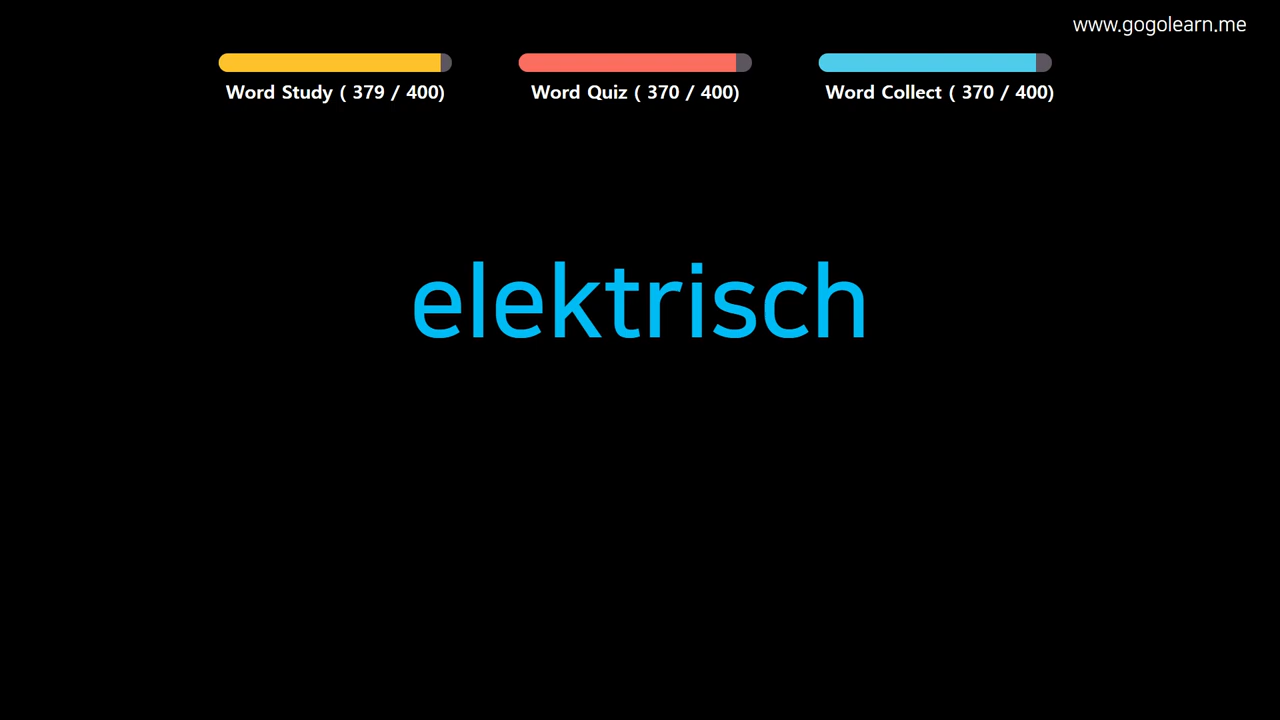 www.gogolearn.me
Word Study ( 379 / 400)
Word Quiz ( 370 / 400)
Word Collect ( 370 / 400)
elektrisch